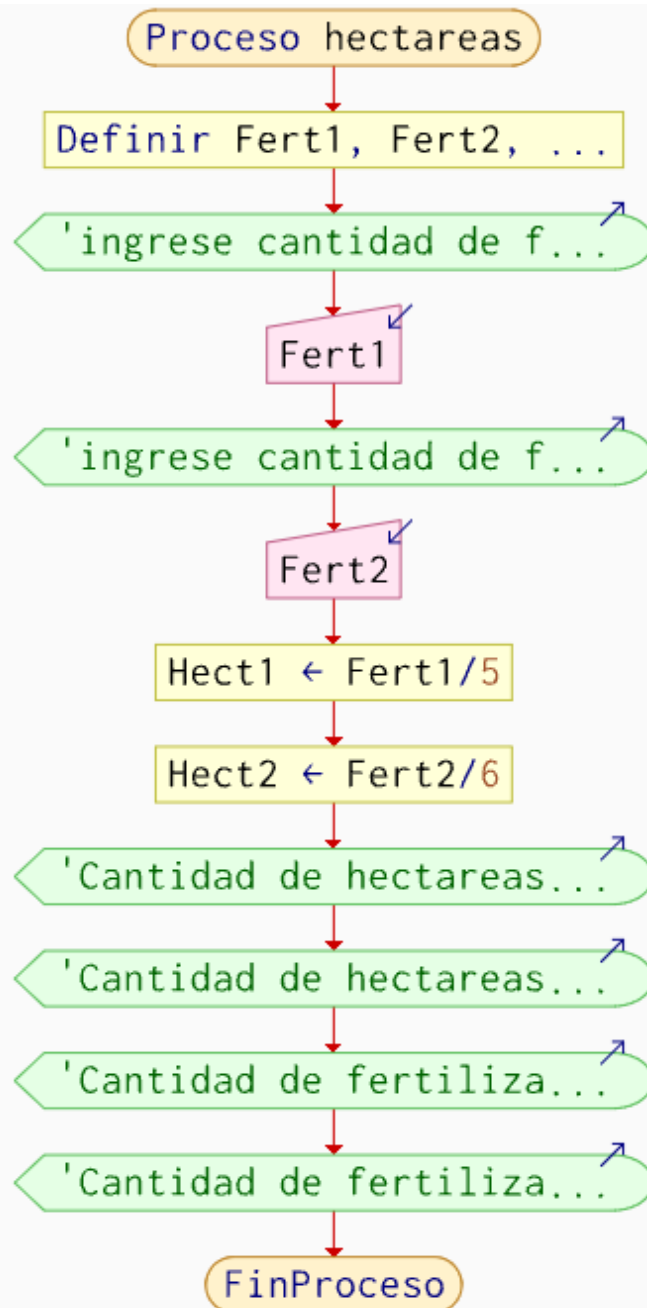 Proceso hectareas
Definir Fert1, Fert2, ...
'ingrese cantidad de f...
Fert1
'ingrese cantidad de f...
Fert2
Hect1 ← Fert1/5
Hect2 ← Fert2/6
'Cantidad de hectareas...
'Cantidad de hectareas...
'Cantidad de fertiliza...
'Cantidad de fertiliza...
FinProceso